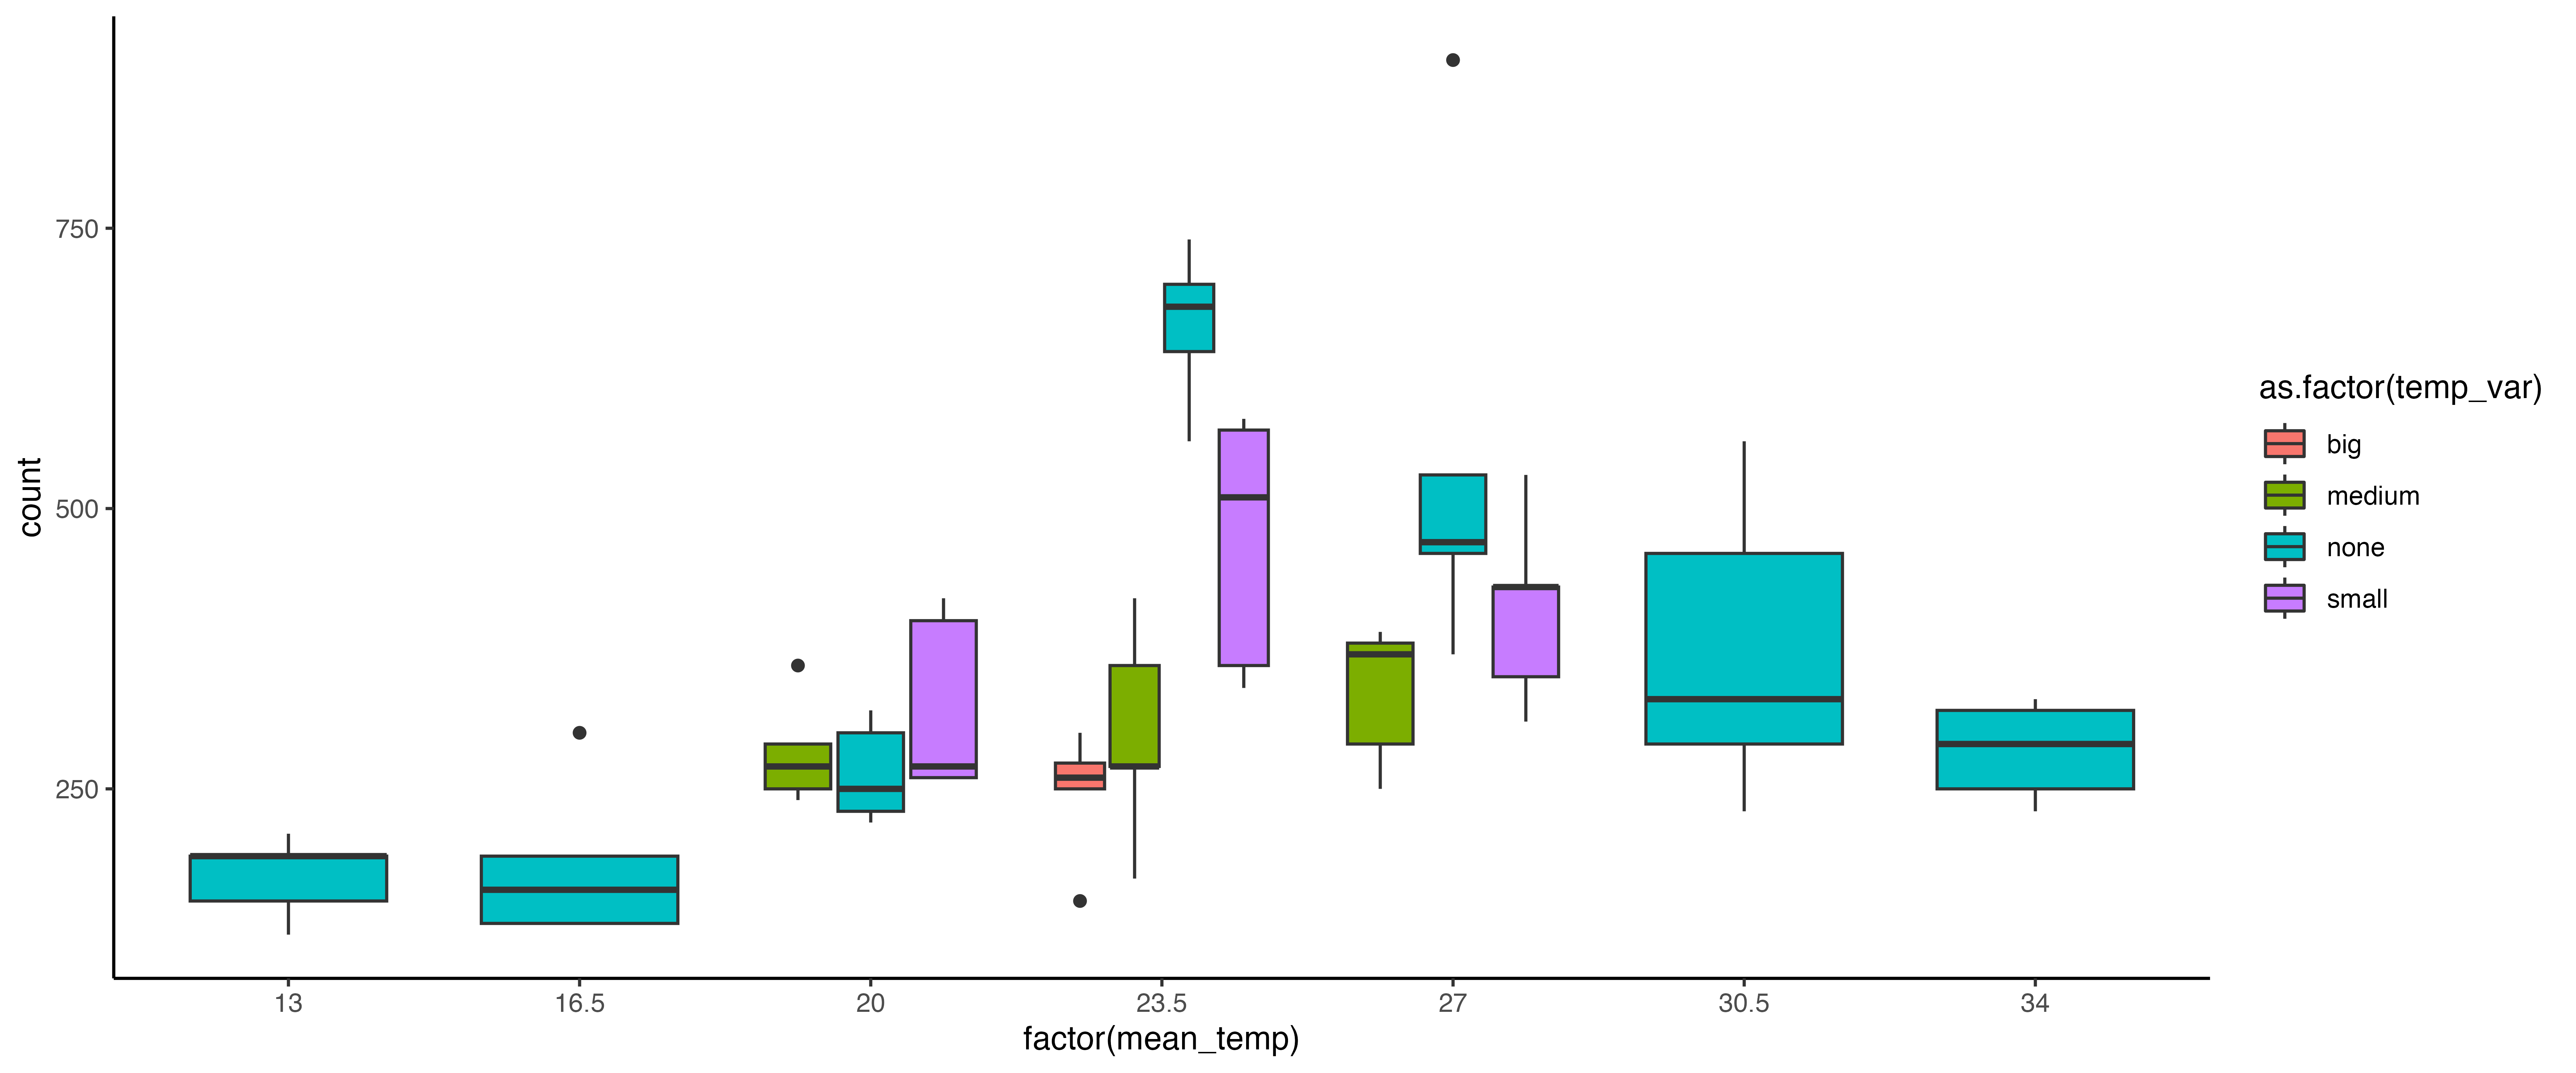 count
750
500
250
13 16.5 20 23.5 27 30.5 34
factor(mean_temp)
as.factor(temp_var)
big
medium
none
small